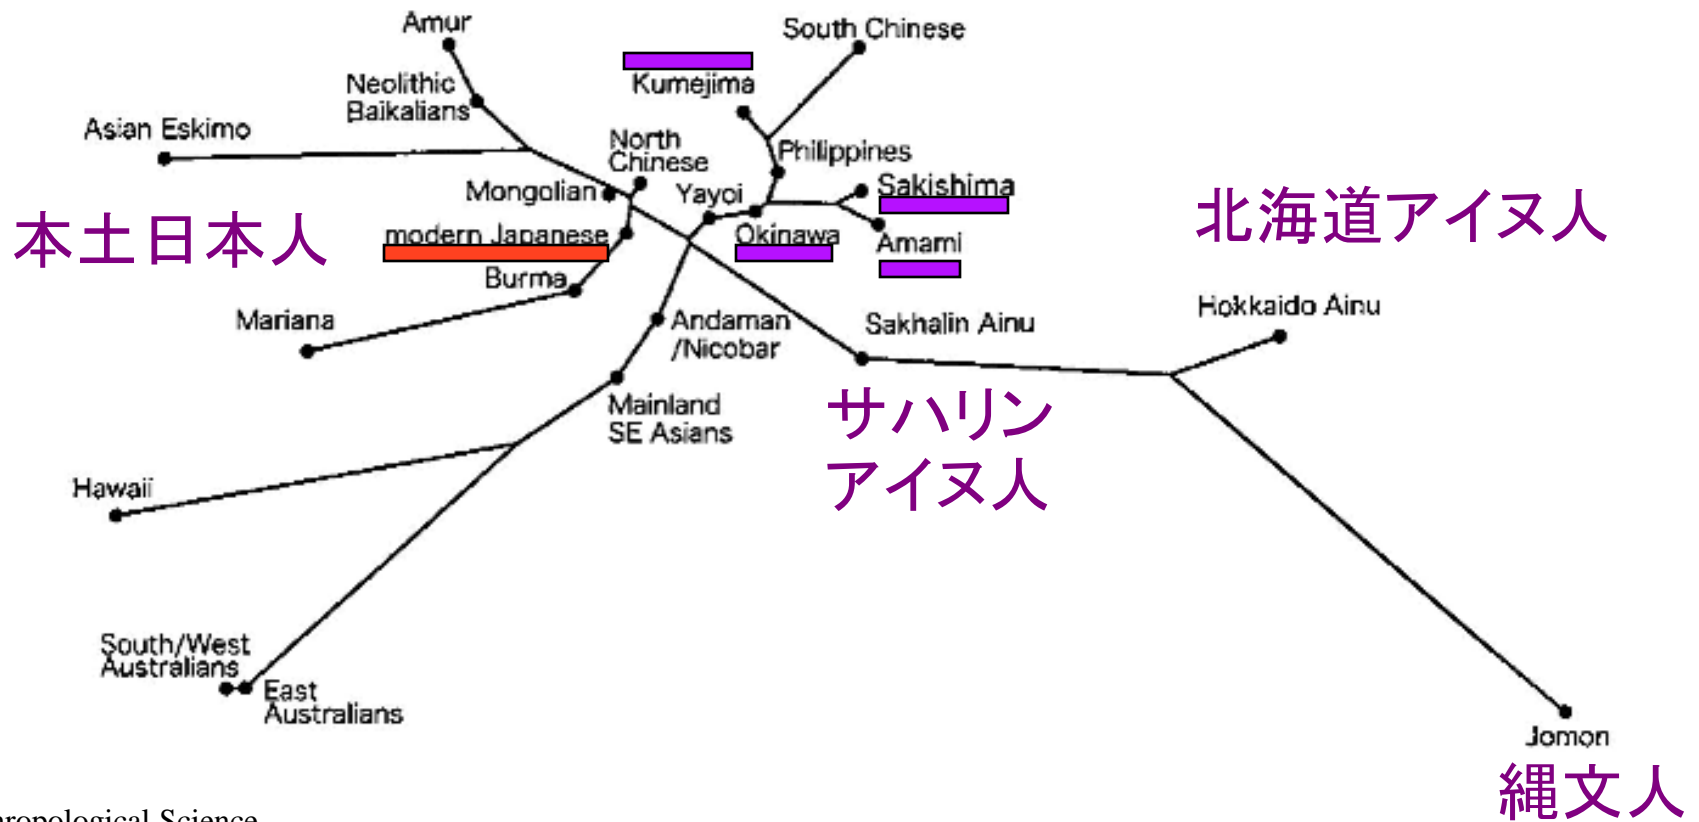 Amur
South Chinese
Neolithic
Baikalians
Kumejima
Asian Eskimo
North
Chinese
Philippines
Mongolian
Yayoi
Sakishima
本土日本人
modern Japanese
Okinawa
Amami
北海道アイヌ人
Burma
Mariana
Andaman
/Nicobar
Sakhalin Ainu
Hokkaido Ainu
Mainland
SE Asians
サハリン
アイヌ人
Hawaii
South/West
Australians
East
Australians
Jomon
縄文人
hropological Science